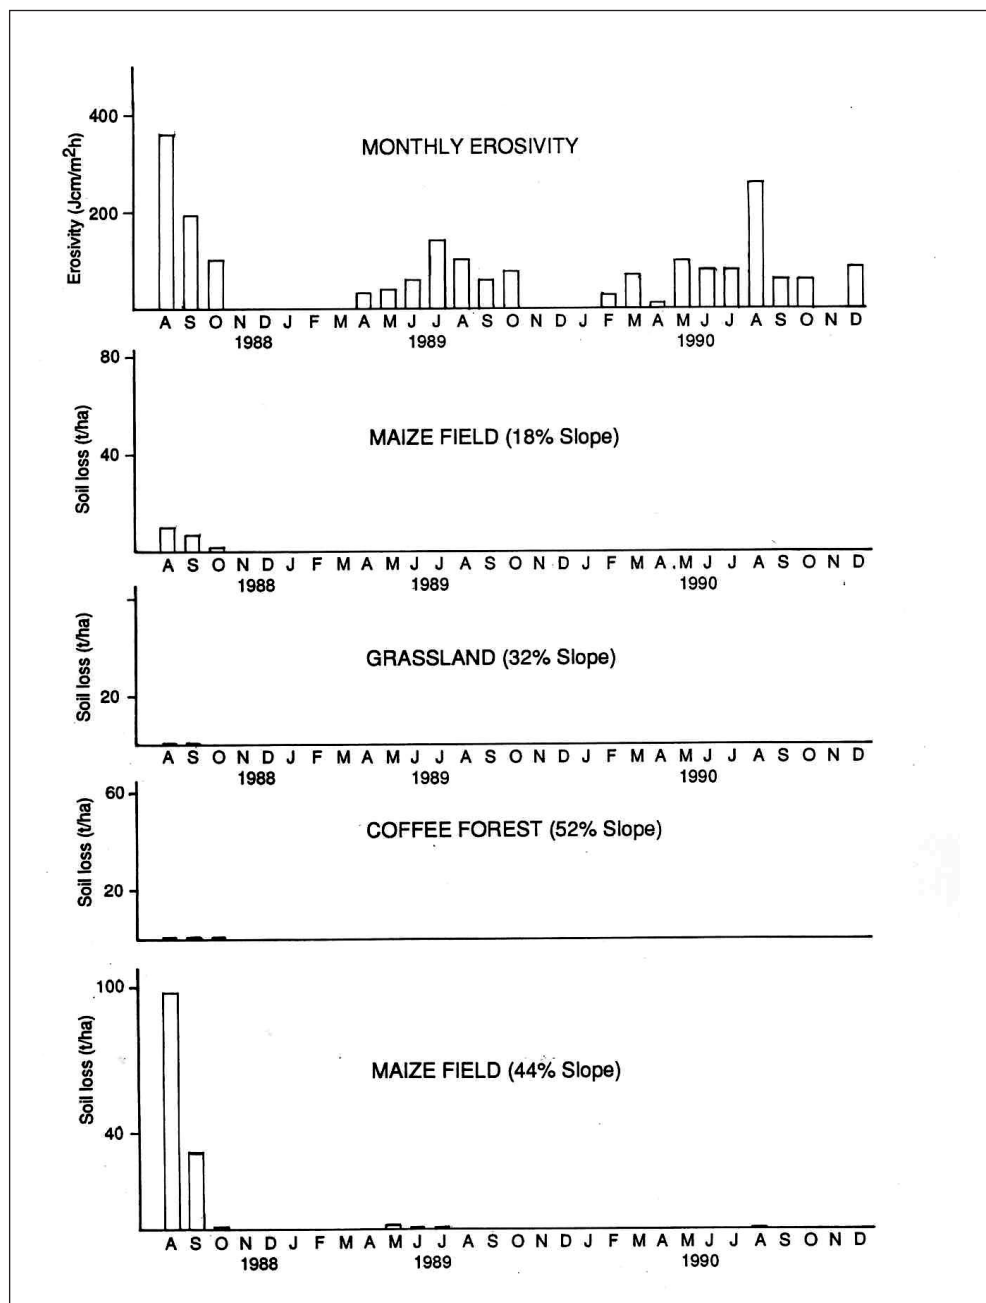 MONTHLY EROSIVITY
Erosivity (Jcm/m²h)
400
200
A S O N D J F M A M J J A S O N D J F M A M J J A S O N D
1988 1989 1990
80
40
Soil loss (t/ha)
MAIZE FIELD (18% Slope)
A S O N D J F M A M J J A S O N D J F M A .M J J A S O N D
1988 1989 1990
Soil loss (t/ha)
20
GRASSLAND (32% Slope)
A S O N D J F M A M J J A S O N D J F M A M J J A S O N D
1988 1989 1990
60
20
Soil loss (t/ha)
COFFEE FOREST (52% Slope)
100
40
Soil loss (t/ha)
MAIZE FIELD (44% Slope)
A S O N D J F M A M J J A S O N D J F M A M J J A S O N D
1988 1989 1990